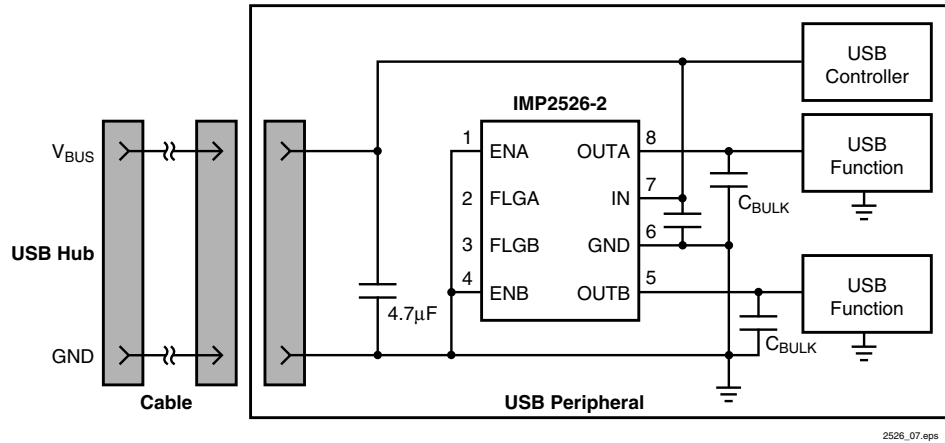 USB
Controller
IMP2526-2
USB
Function
1
ENA
OUTA
8
VBUS
2
FLGA
IN
7
CBULK
USB Hub
3
FLGB
GND
6
4
ENB
OUTB
5
USB
Function
4.7μF
CBULK
GND
Cable
USB Peripheral
2526_07.eps